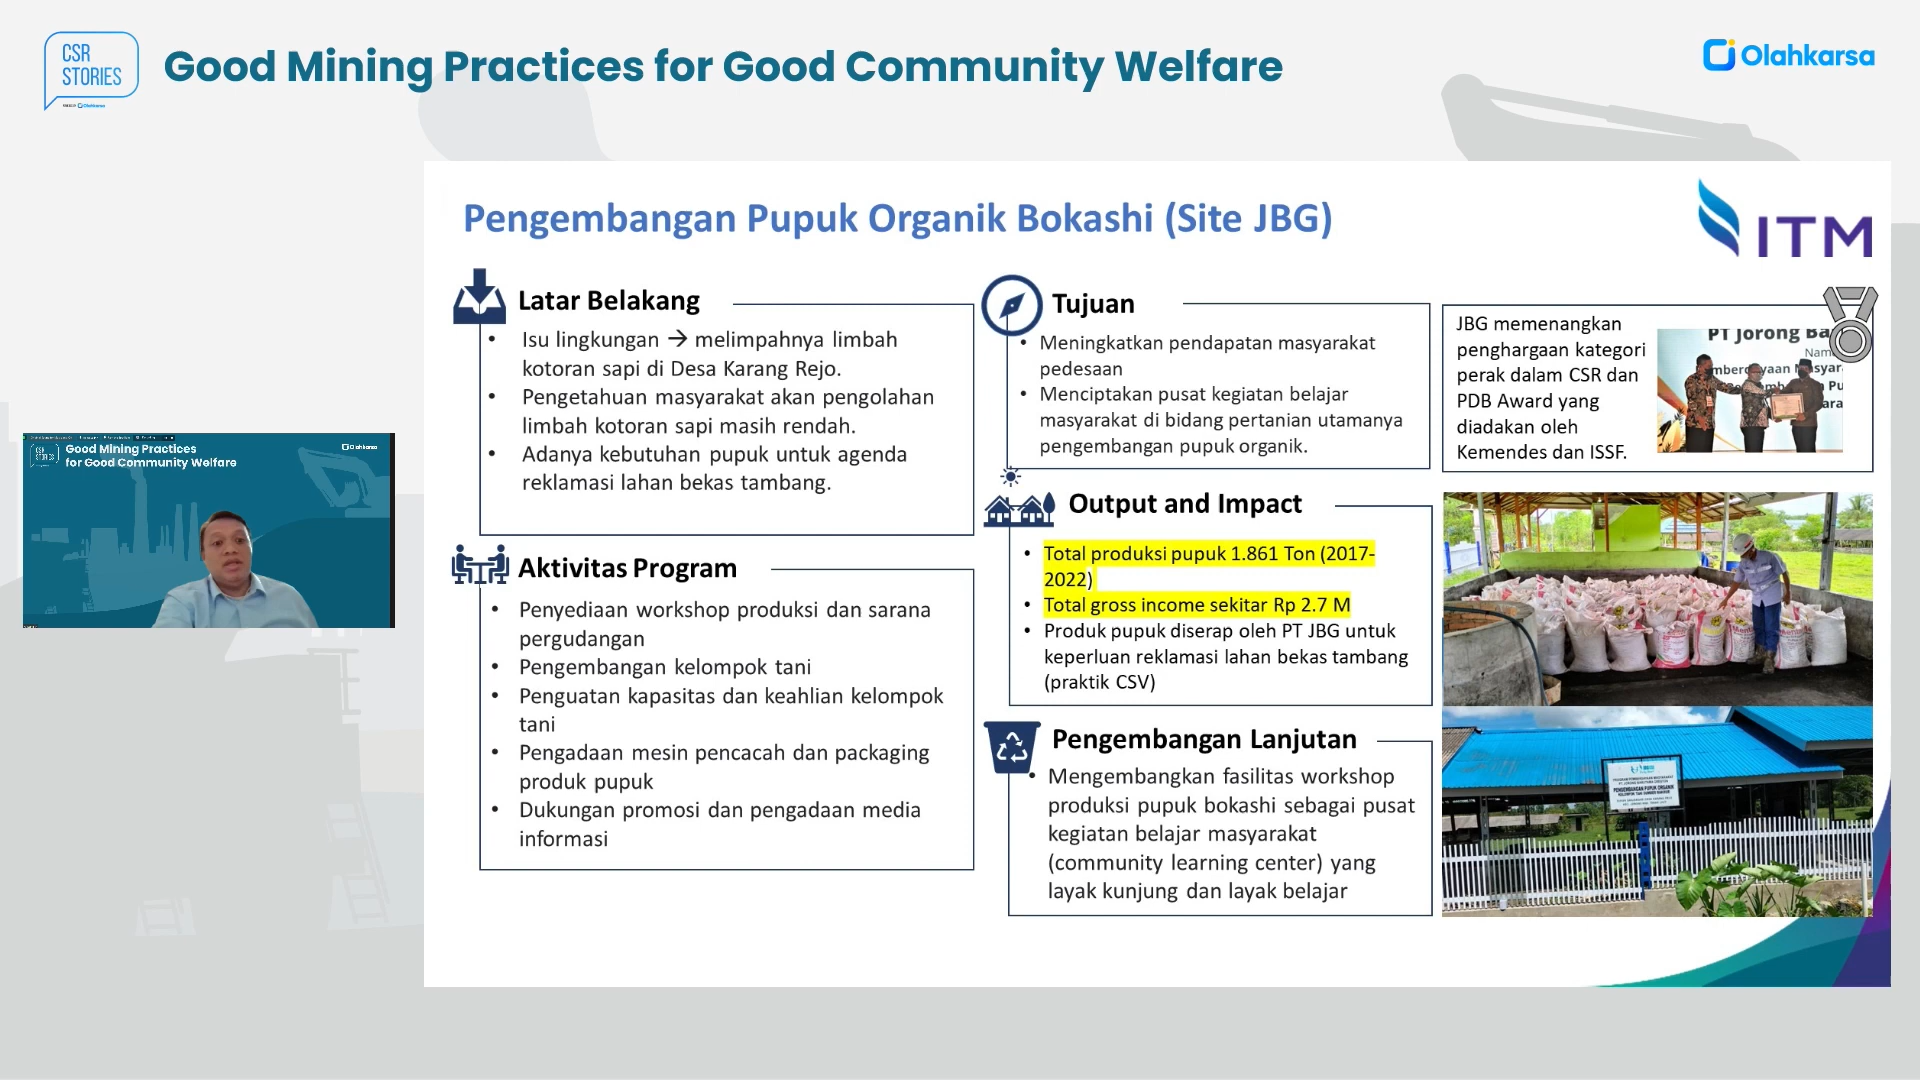 CSR
STORIES
Olahkarsa
Good Mining Practices for Good Community Welfare
Olahkarsa
CSR
STORIES
Good Mining Practices
for Good Community Welfare
Olahkarsa
Pengembangan Pupuk Organik Bokashi (Site JBG)
ITM
Latar Belakang
• Isu lingkungan → melimpahnya limbah
kotoran sapi di Desa Karang Rejo.
• Pengetahuan masyarakat akan pengolahan
limbah kotoran sapi masih rendah.
• Adanya kebutuhan pupuk untuk agenda
reklamasi lahan bekas tambang.
Aktivitas Program
• Penyediaan workshop produksi dan sarana
pergudangan
• Pengembangan kelompok tani
• Penguatan kapasitas dan keahlian kelompok
tani
• Pengadaan mesin pencacah dan packaging
produk pupuk
• Dukungan promosi dan pengadaan media
informasi
Tujuan
• Meningkatkan pendapatan masyarakat
pedesaan
• Menciptakan pusat kegiatan belajar
masyarakat di bidang pertanian utamanya
pengembangan pupuk organik.
Output and Impact
• Total produksi pupuk 1.861 Ton (2017-
2022)
• Total gross income sekitar Rp 2.7 M
• Produk pupuk diserap oleh PT JBG untuk
keperluan reklamasi lahan bekas tambang
(praktik CSV)
Pengembangan Lanjutan
• Mengembangkan fasilitas workshop
produksi pupuk bokashi sebagai pusat
kegiatan belajar masyarakat
(community learning center) yang
layak kunjung dan layak belajar
JBG memenangkan
penghargaan kategori
perak dalam CSR dan
PDB Award yang
diadakan oleh
Kemendes dan ISSF.
PT Jorong Ba
PENGEMBANGAN PUPUK ORGANIK